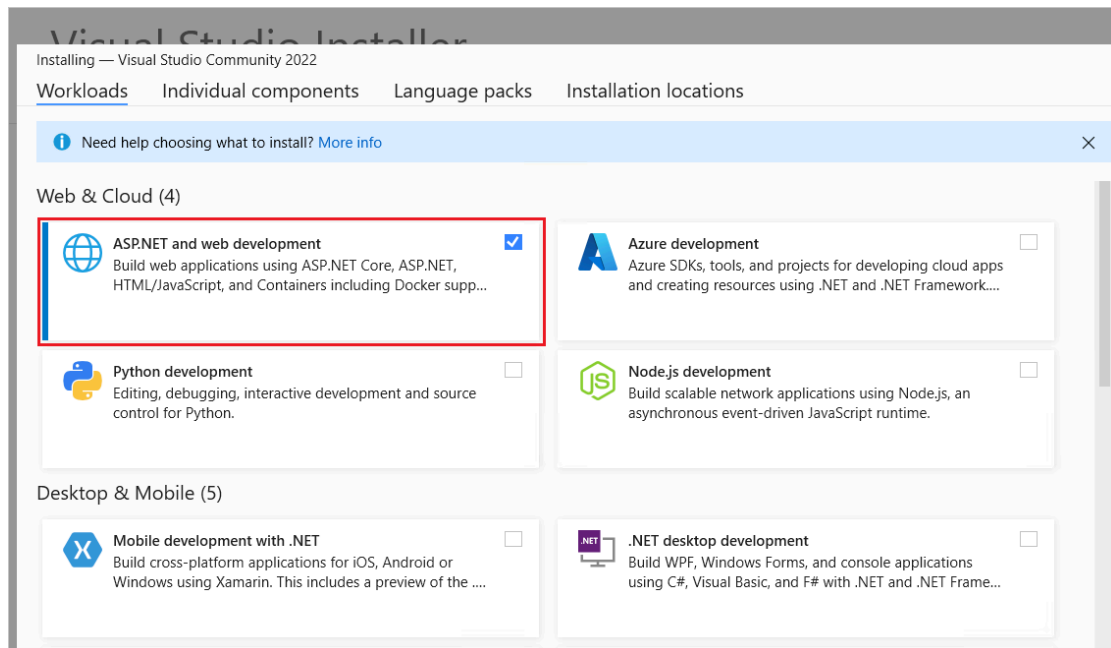 Visual Studio Installer
Installing — Visual Studio Community 2022
Workloads Individual components Language packs Installation locations
Need help choosing what to install? More info
Web & Cloud (4)
ASP.NET and web development
Build web applications using ASP.NET Core, ASP.NET,
HTML/JavaScript, and Containers including Docker supp...
Azure development
Azure SDKs, tools, and projects for developing cloud apps
and creating resources using .NET and .NET Framework....
Python development
Editing, debugging, interactive development and source
control for Python.
Node.js development
Build scalable network applications using Node.js, an
asynchronous event-driven JavaScript runtime.
Desktop & Mobile (5)
Mobile development with .NET
Build cross-platform applications for iOS, Android or
Windows using Xamarin. This includes a preview of the ....
.NET
.NET desktop development
Build WPF, Windows Forms, and console applications
using C#, Visual Basic, and F# with .NET and .NET Frame...